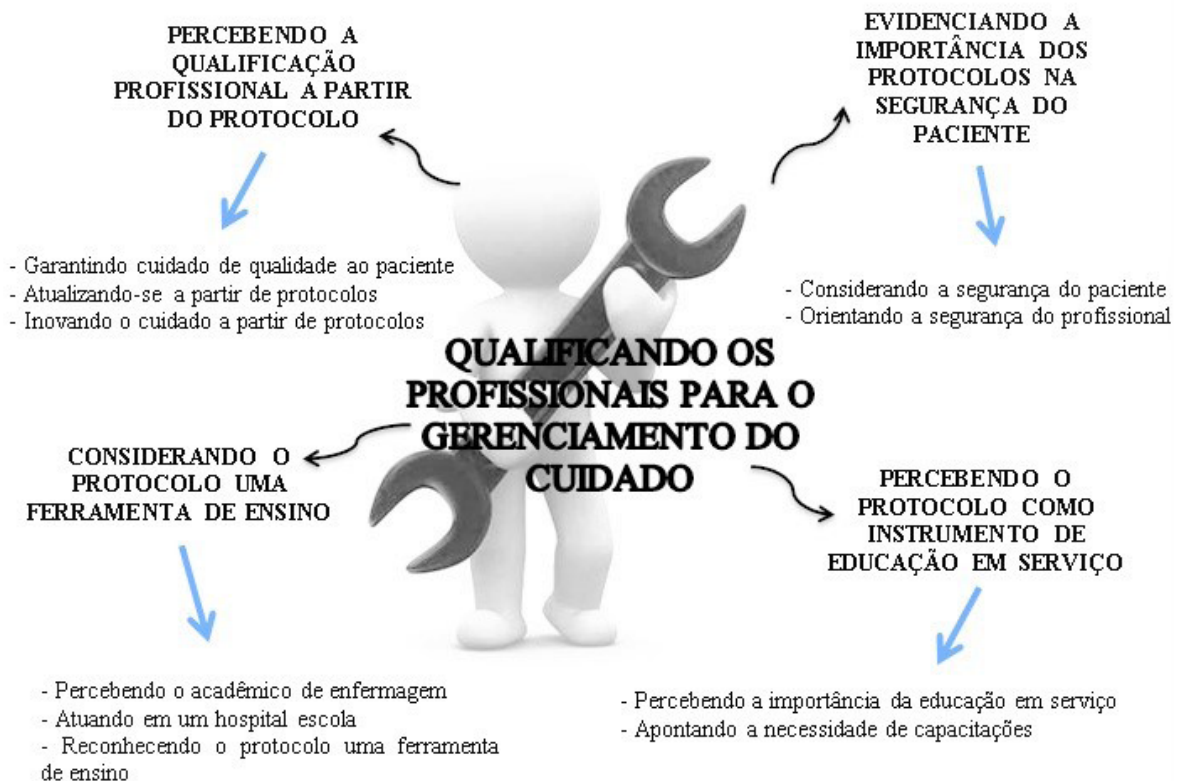 PERCEBENDO A
QUALIFICAÇÃO
PROFISSIONAL A PARTIR
DO PROTOCOLO
- Garantindo cuidado de qualidade ao paciente
- Atualizando-se a partir de protocolos
- Inovando o cuidado a partir de protocolos
EVIDENCIANDO A
IMPORTÂNCIA DOS
PROTOCOLOS NA
SEGURANÇA DO
PACIENTE
- Considerando a segurança do paciente
- Orientando a segurança do profissional
QUALIFICANDO OS
PROFISSIONAIS PARA O
GERENCIAMENTO DO
CUIDADO
CONSIDERANDO O
PROTOCOLO UMA
FERRAMENTA DE ENSINO
- Percebendo o acadêmico de enfermagem
- Atuando em um hospital escola
- Reconhecendo o protocolo uma ferramenta
de ensino
PERCEBENDO O
PROTOCOLO COMO
INSTRUMENTO DE
EDUCAÇÃO EM SERVIÇO
- Percebendo a importância da educação em serviço
- Apontando a necessidade de capacitações